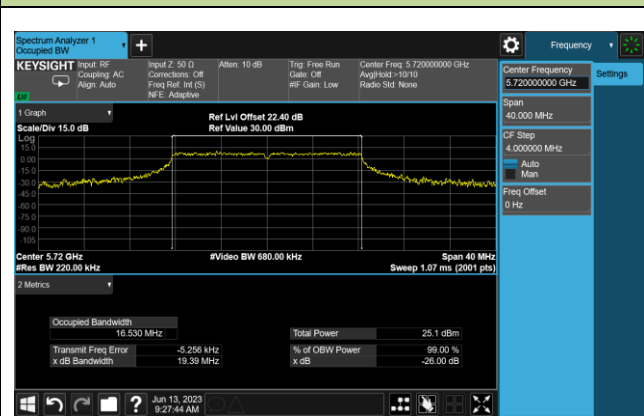 Spectrum Analyzer 1
Occupied BW
Frequency
KEYSIGHT
Input: RF
Coupling: AC
Align: Auto
Input Z: 50 Ω
Corrections: Off
Freq Ref: Int (S)
NFE: Adaptive
Atten: 10 dB
Trig: Free Run
Gate: Off
#IF Gain: Low
Center Freq: 5.720000000 GHz
Avg|Hold:>10/10
Radio Std: None
Center Frequency
5.720000000 GHz
Settings
Span
40.000 MHz
CF Step
4.000000 MHz
Auto
Man
Freq Offset
0 Hz
1 Graph
Scale/Div 15.0 dB
Ref Lvl Offset 22.40 dB
Ref Value 30.00 dBm
Log
15.0
0.00
-15.0
-30.0
-45.0
-60.0
-75.0
-90.0
-105
Center 5.72 GHz
#Video BW 680.00 kHz
Span 40 MHz
#Res BW 220.00 kHz
Sweep 1.07 ms (2001 pts)
2 Metrics
Occupied Bandwidth
16.530 MHz
Total Power
25.1 dBm
Transmit Freq Error
-5.256 kHz
% of OBW Power
99.00 %
x dB Bandwidth
19.39 MHz
x dB
-26.00 dB
?
Jun 13, 2023
9:27:44 AM